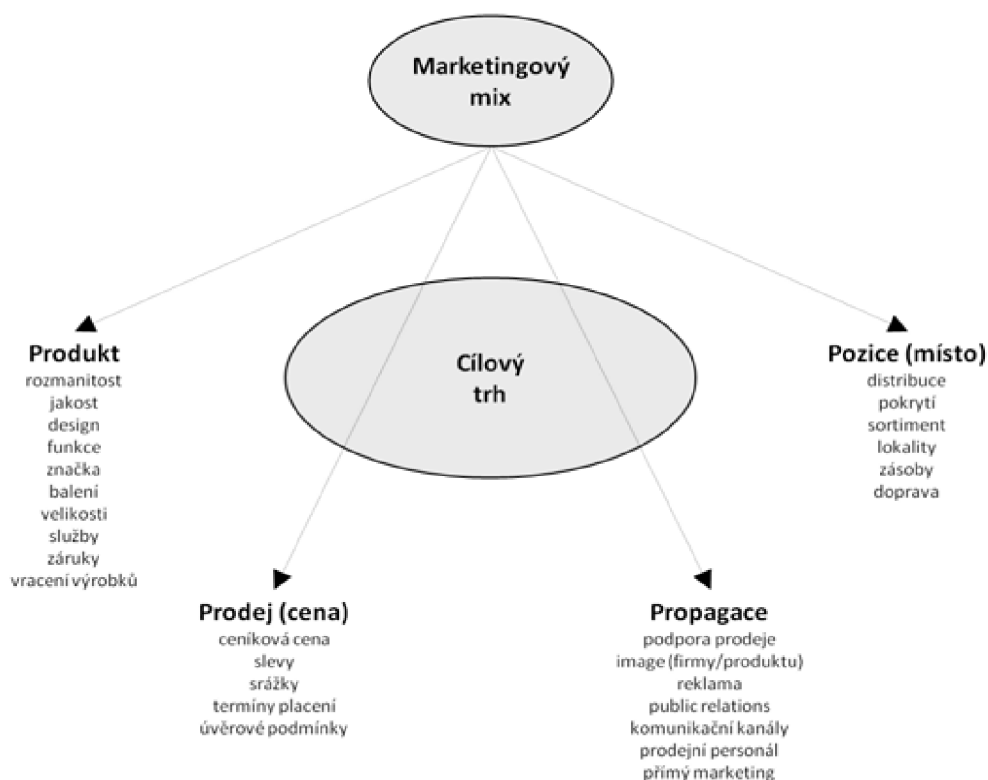 Marketingový
mix
Cílový
trh
Produkt
rozmanitost
jakost
design
funkce
značka
balení
velikosti
služby
záruky
vracení výrobků
Pozice (místo)
distribuce
pokrytí
sortiment
lokality
zásoby
doprava
Prodej (cena)
ceníková cena
slevy
srážky
termíny placení
úvěrové podmínky
Propagace
podpora prodeje
image (firmy/produktu)
reklama
public relations
komunikační kanály
prodejní personál
přímý marketing